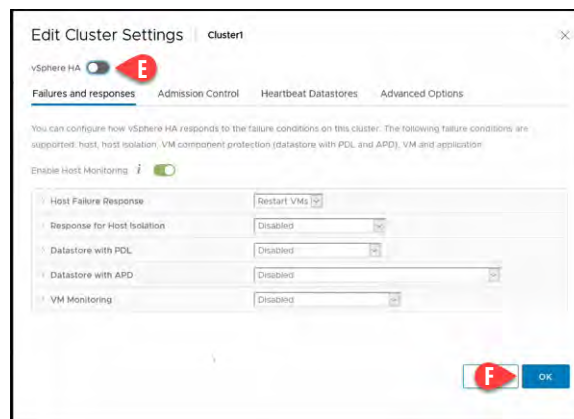 Edit Cluster Settings | Cluster1 ×
vSphere HA E
Failures and responses Admission Control Heartbeat Datastores Advanced Options
You can configure how vSphere HA responds to the failure conditions on this cluster. The following failure conditions are
supported: host, host isolation, VM component protection (datastore with PDL and APD), VM and application.
Enable Host Monitoring i
Host Failure Response Restart VMs
Response for Host Isolation Disabled
Datastore with PDL Disabled
Datastore with APD Disabled
VM Monitoring Disabled
F OK